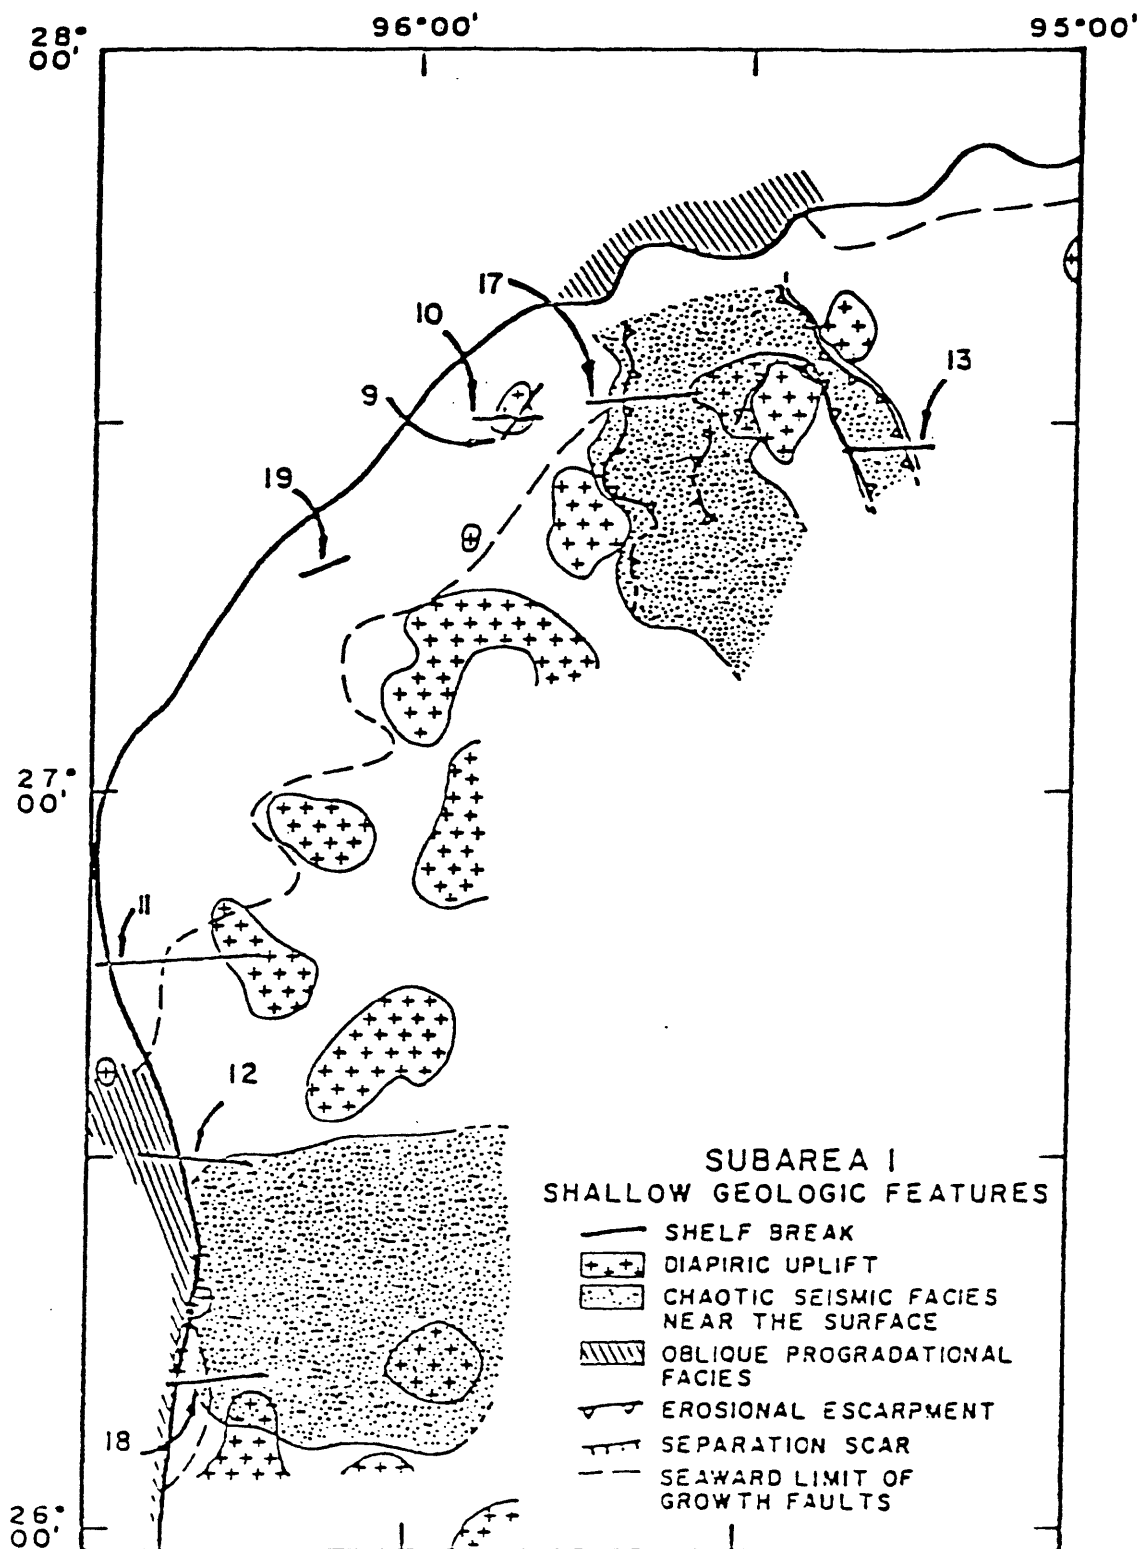 28°
00'
96°00'
95°00'
17
10
13
9
19
27°
00'
11
12
SUBAREA I
SHALLOW GEOLOGIC FEATURES
SHELF BREAK
DIAPIRIC UPLIFT
CHAOTIC SEISMIC FACIES
NEAR THE SURFACE
OBLIQUE PROGRADATIONAL
FACIES
EROSIONAL ESCARPMENT
SEPARATION SCAR
SEAWARD LIMIT OF
GROWTH FAULTS
18
26°
00'